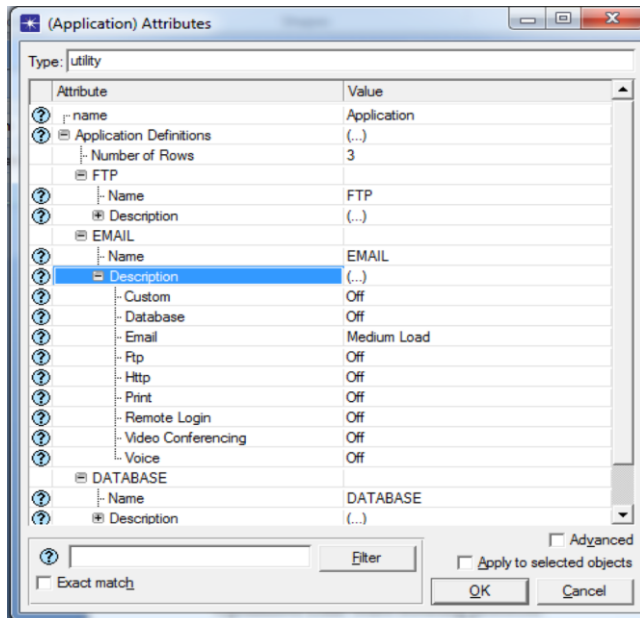 (Application) Attributes
Type: utility
Attribute Value
name Application
Application Definitions (...)
Number of Rows 3
FTP
Name FTP
Description (...)
EMAIL
Name EMAIL
Description (...)
Custom Off
Database Off
Email Medium Load
Ftp Off
Http Off
Print Off
Remote Login Off
Video Conferencing Off
Voice Off
DATABASE
Name DATABASE
Description (...)
Advanced
Filter
Apply to selected objects
Exact match
OK Cancel